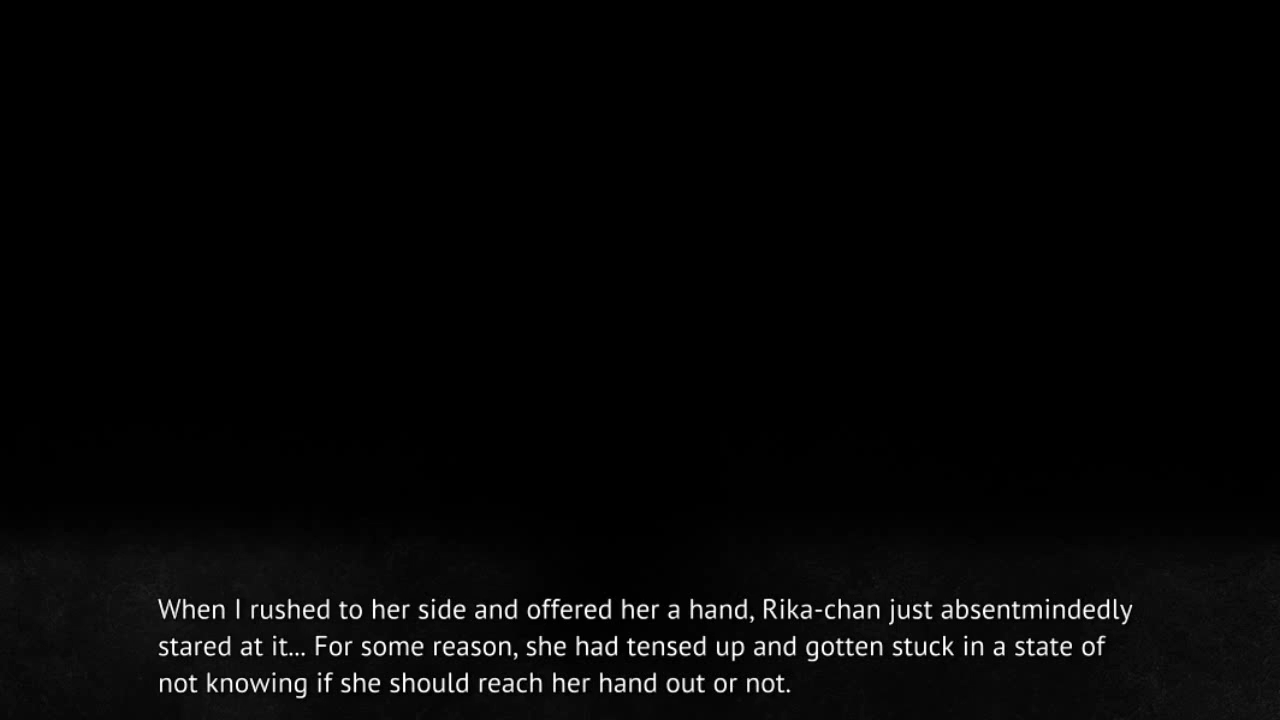 When I rushed to her side and offered her a hand, Rika-chan just absentmindedly
stared at it... For some reason, she had tensed up and gotten stuck in a state of
not knowing if she should reach her hand out or not.